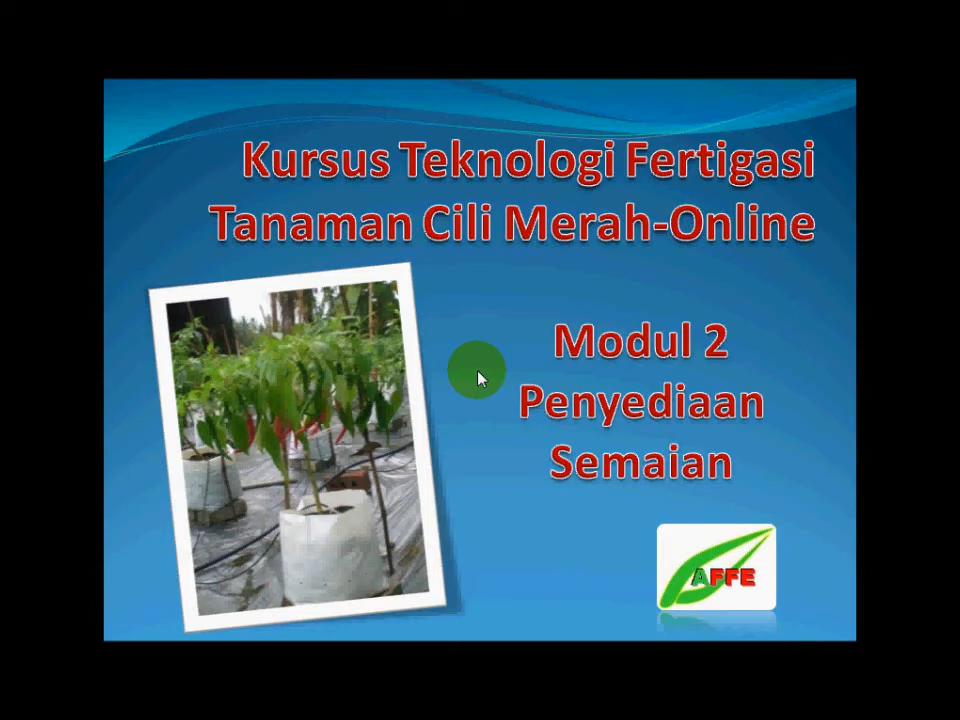 Kursus Teknologi Fertigasi
Tanaman Cili Merah-Online
Modul 2
Penyediaan
Semaian
AFFE